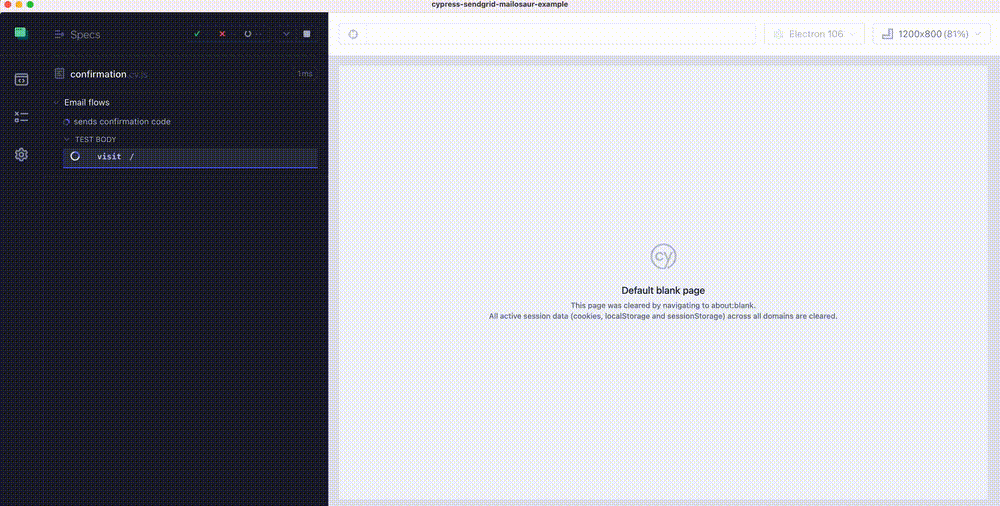 cypress-sendgrid-mailosaur-example
Specs
--
Electron 106
1200x800 (81%)
confirmation.cy.js
1ms
Email flows
sends confirmation code
TEST BODY
visit /
cy
Default blank page
This page was cleared by navigating to about:blank.
All active session data (cookies, localStorage and sessionStorage) across all domains are cleared.